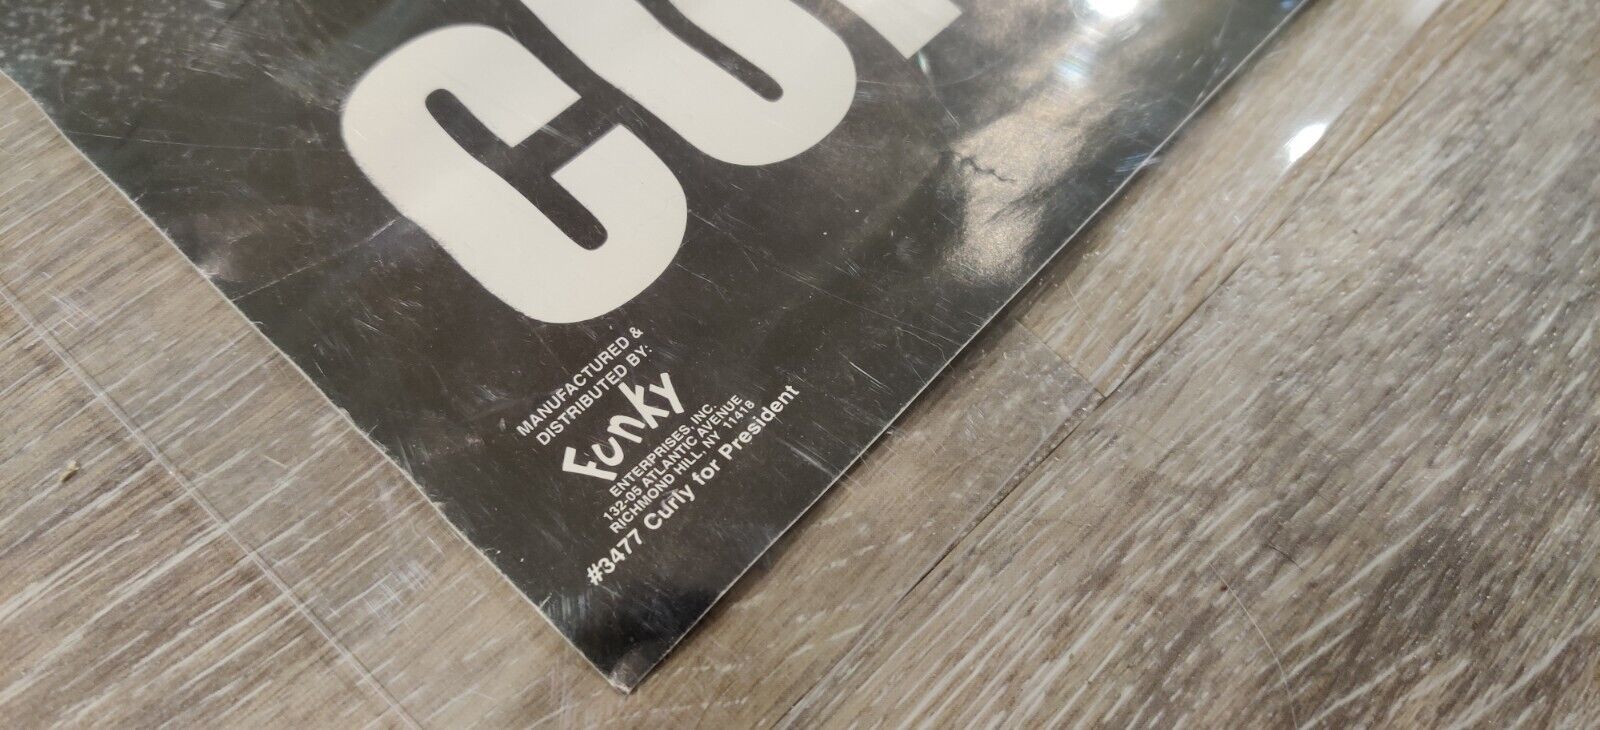 CU
MANUFACTURED &
DISTRIBUTED BY:
Funky
ENTERPRISES, INC.
132-05 ATLANTIC AVENUE
RICHMOND HILL, NY 11418
#3477 Curly for President